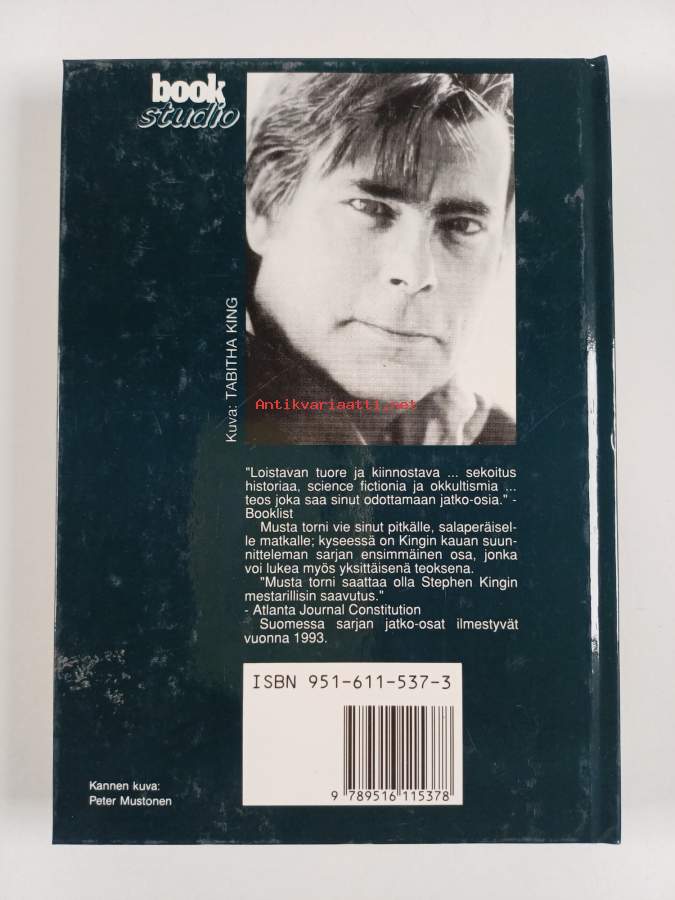 book
studio
Kuva: TABITHA KING
Antikvariaatti.net
"Loistavan tuore ja kiinnostava ... sekoitus
historiaa, science fictionia ja okkultismia ...
teos joka saa sinut odottamaan jatko-osia." -
Booklist
Musta torni vie sinut pitkälle, salaperäisel-
le matkalle; kyseessä on Kingin kauan suun-
nitteleman sarjan ensimmäinen osa, jonka
voi lukea myös yksittäisenä teoksena.
"Musta torni saattaa olla Stephen Kingin
mestarillisin saavutus."
- Atlanta Journal Constitution
Suomessa sarjan jatko-osat ilmestyvät
vuonna 1993.
ISBN 951-611-537-3
9 789516 115378
Kannen kuva:
Peter Mustonen